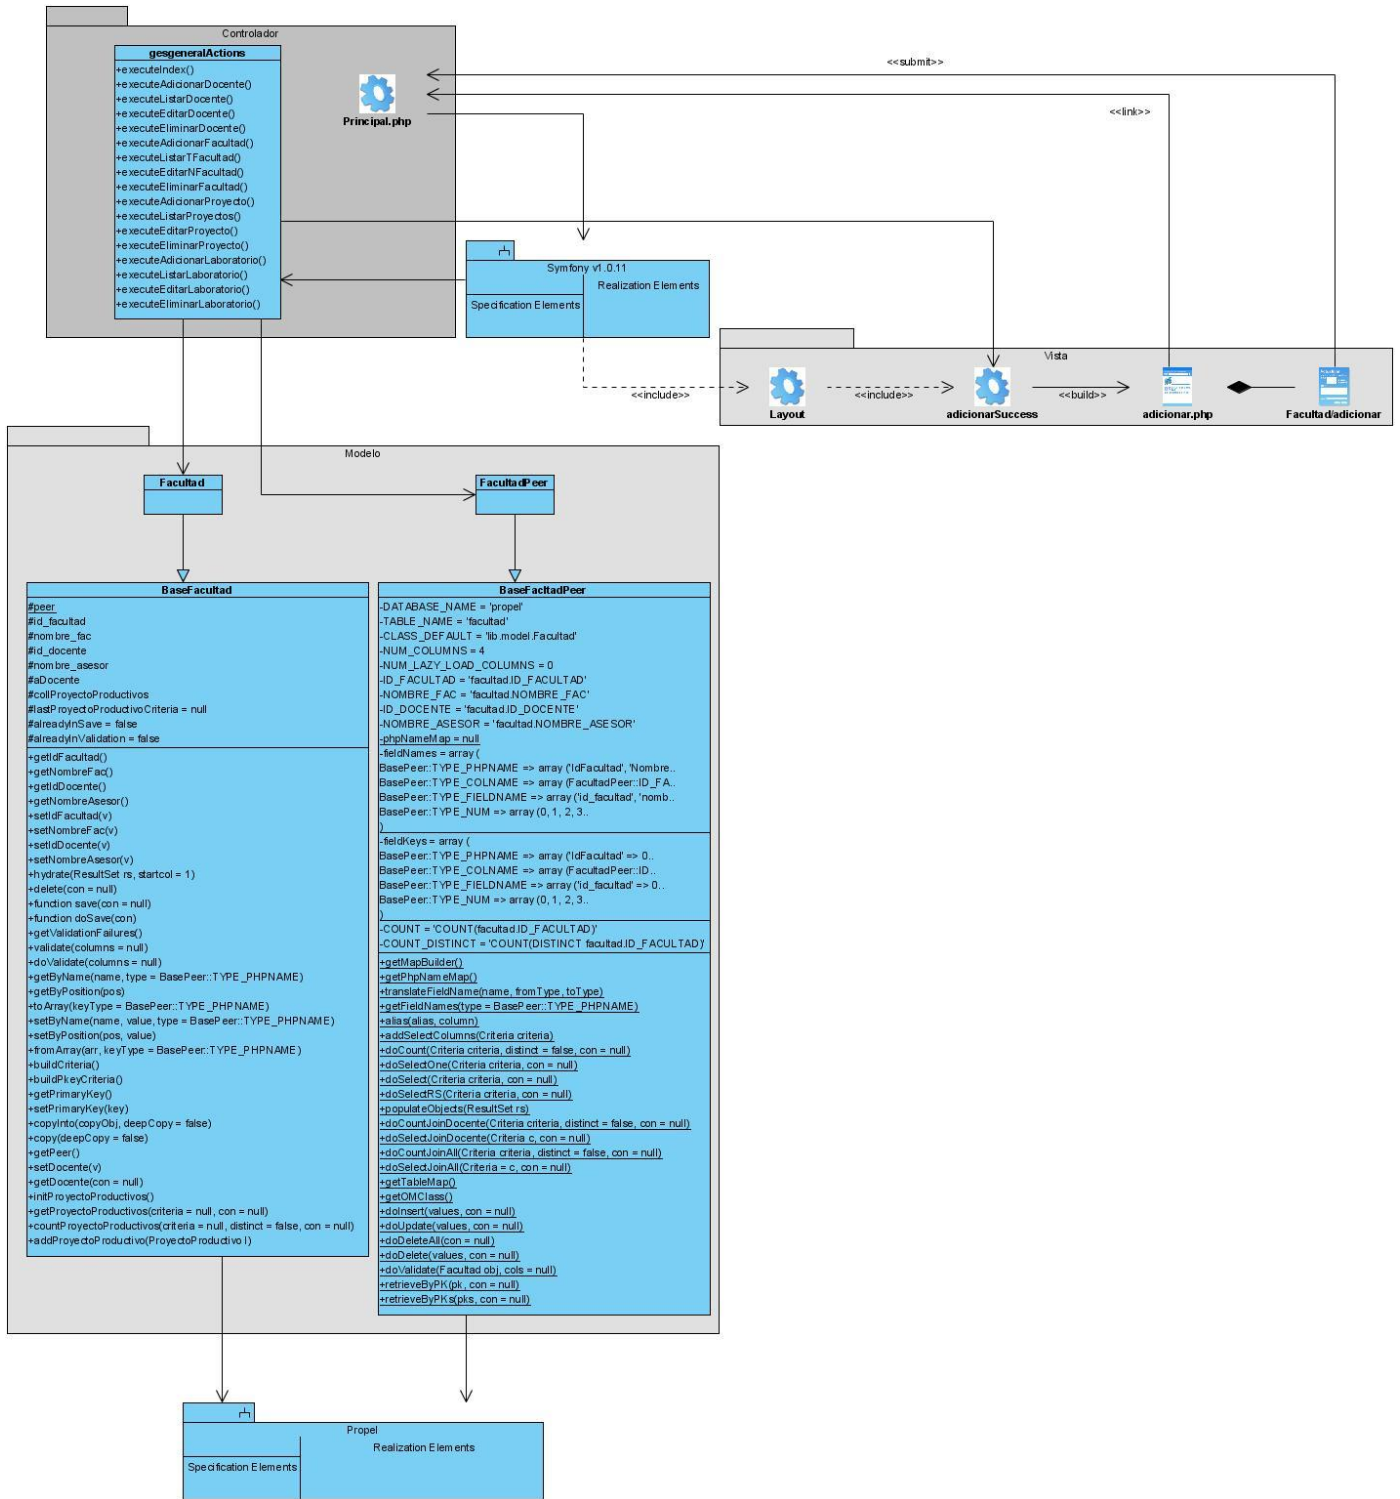 Controlador
gesgeneralActions
+executeIndex()
+executeAdicionarDocente()
+executeListarDocente()
+executeEditarDocente()
+executeEliminarDocente()
+executeAdicionarFacultad()
+executeListarTFacultad()
+executeEditarNFacultad()
+executeEliminarFacultad()
+executeAdicionarProyecto()
+executeListarProyectos()
+executeEditarProyecto()
+executeEliminarProyecto()
+executeAdicionarLaboratorio()
+executeListarLaboratorio()
+executeEditarLaboratorio()
+executeEliminarLaboratorio()
Principal.php
<<submit>>
<<link>>
Symfony v1.0.11
Realization Elements
Specification Elements
Vista
<<include>>
Layout
<<include>>
adicionarSuccess
<<build>>
adicionar.php
Facultad/adicionar
Modelo
Facultad
FacultadPeer
BaseFacultad
#peer
#id_facultad
#nombre_fac
#id_docente
#nombre_asesor
#aDocente
#collProyectoProductivos
#lastProyectoProductivoCriteria = null
#alreadyInSave = false
#alreadyInValidation = false
+getIdFacultad()
+getNombreFac()
+getIdDocente()
+getNombreAsesor()
+setIdFacultad(v)
+setNombreFac(v)
+setIdDocente(v)
+setNombreAsesor(v)
+hydrate(ResultSet rs, startcol = 1)
+delete(con = null)
+function save(con = null)
+function doSave(con)
+getValidationFailures()
+validate(columns = null)
+doValidate(columns = null)
+getByName(name, type = BasePeer::TYPE_PHPNAME)
+getByPosition(pos)
+toArray(keyType = BasePeer::TYPE_PHPNAME)
+setByName(name, value, type = BasePeer::TYPE_PHPNAME)
+setByPosition(pos, value)
+fromArray(arr, keyType = BasePeer::TYPE_PHPNAME)
+buildCriteria()
+buildPkeyCriteria()
+getPrimaryKey()
+setPrimaryKey(key)
+copyInto(copyObj, deepCopy = false)
+copy(deepCopy = false)
+getPeer()
+setDocente(v)
+getDocente(con = null)
+initProyectoProductivos()
+getProyectoProductivos(criteria = null, con = null)
+countProyectoProductivos(criteria = null, distinct = false, con = null)
+addProyectoProductivo(ProyectoProductivo l)
BaseFacltadPeer
-DATABASE_NAME = 'propel'
-TABLE_NAME = 'facultad'
-CLASS_DEFAULT = 'lib.model.Facultad'
-NUM_COLUMNS = 4
-NUM_LAZY_LOAD_COLUMNS = 0
-ID_FACULTAD = 'facultad.ID_FACULTAD'
-NOMBRE_FAC = 'facultad.NOMBRE_FAC'
-ID_DOCENTE = 'facultad.ID_DOCENTE'
-NOMBRE_ASESOR = 'facultad.NOMBRE_ASESOR'
-phpNameMap = null
-fieldNames = array (
BasePeer::TYPE_PHPNAME => array ('IdFacultad', 'Nombre..
BasePeer::TYPE_COLNAME => array (FacultadPeer::ID_FA..
BasePeer::TYPE_FIELDNAME => array ('id_facultad', 'nomb..
BasePeer::TYPE_NUM => array (0, 1, 2, 3..
)
-fieldKeys = array (
BasePeer::TYPE_PHPNAME => array ('IdFacultad' => 0..
BasePeer::TYPE_COLNAME => array (FacultadPeer::ID..
BasePeer::TYPE_FIELDNAME => array ('id_facultad' => 0..
BasePeer::TYPE_NUM => array (0, 1, 2, 3..
)
-COUNT = 'COUNT(facultad.ID_FACULTAD)'
-COUNT_DISTINCT = 'COUNT(DISTINCT facultad.ID_FACULTAD)'
+getMapBuilder()
+getPhpNameMap()
+translateFieldName(name, fromType, toType)
+getFieldNames(type = BasePeer::TYPE_PHPNAME)
+alias(alias, column)
+addSelectColumns(Criteria criteria)
+doCount(Criteria criteria, distinct = false, con = null)
+doSelectOne(Criteria criteria, con = null)
+doSelect(Criteria criteria, con = null)
+doSelectRS(Criteria criteria, con = null)
+populateObjects(ResultSet rs)
+doCountJoinDocente(Criteria criteria, distinct = false, con = null)
+doSelectJoinDocente(Criteria c, con = null)
+doCountJoinAll(Criteria criteria, distinct = false, con = null)
+doSelectJoinAll(Criteria = c, con = null)
+getTableMap()
+getOMClass()
+doInsert(values, con = null)
+doUpdate(values, con = null)
+doDeleteAll(con = null)
+doDelete(values, con = null)
+doValidate(Facultad obj, cols = null)
+retrieveByPK(pk, con = null)
+retrieveByPKs(pks, con = null)
Propel
Realization Elements
Specification Elements